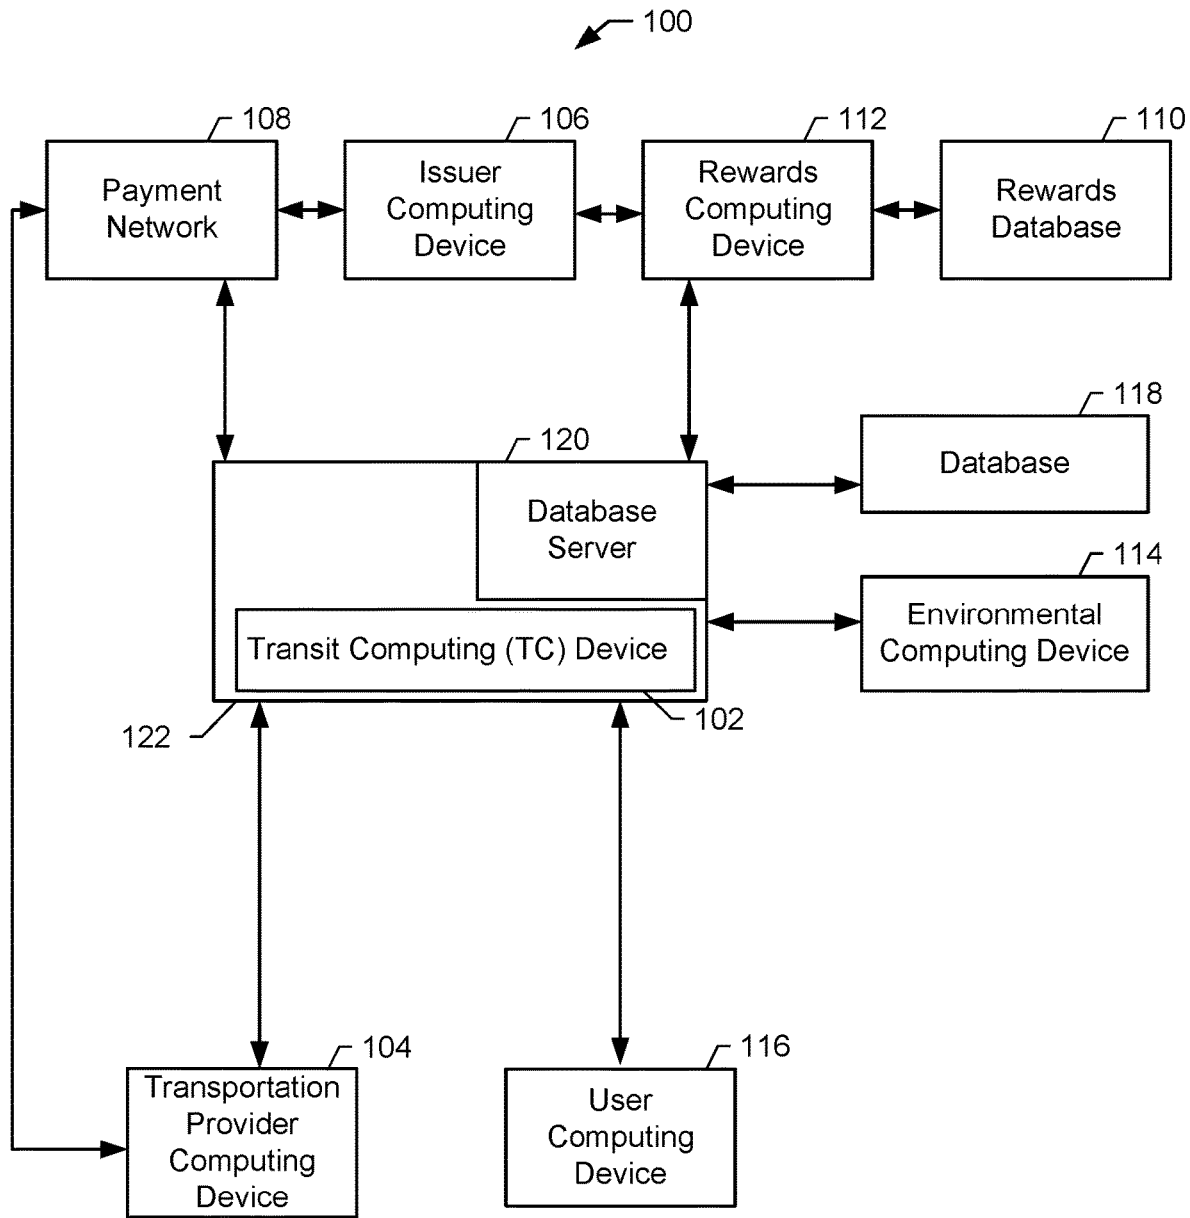 100
108
106
112
110
Payment
Network
Issuer
Computing
Device
Rewards
Computing
Device
Rewards
Database
118
120
Database
Database
Server
114
Environmental
Computing Device
Transit Computing (TC) Device
102
122
104
116
Transportation
Provider
Computing
Device
User
Computing
Device